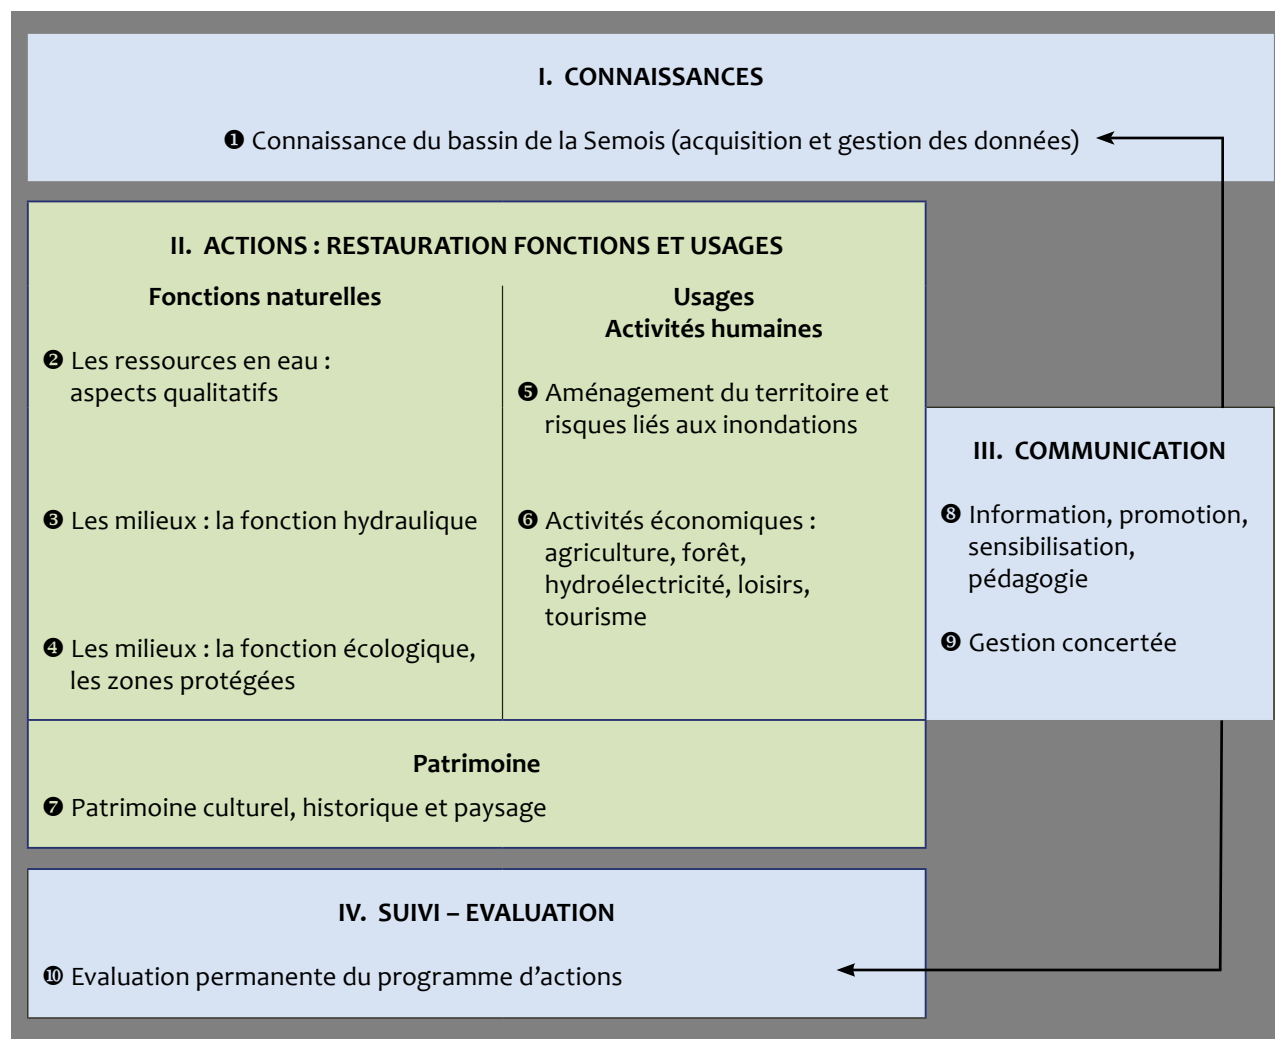 I. CONNAISSANCES
❶ Connaissance du bassin de la Semois (acquisition et gestion des données)
II. ACTIONS : RESTAURATION FONCTIONS ET USAGES
Fonctions naturelles
❷ Les ressources en eau :
aspects qualitatifs
❸ Les milieux : la fonction hydraulique
❹ Les milieux : la fonction écologique,
les zones protégées
Usages
Activités humaines
❺ Aménagement du territoire et
risques liés aux inondations
❻ Activités économiques :
agriculture, forêt,
hydroélectricité, loisirs,
tourisme
Patrimoine
❼ Patrimoine culturel, historique et paysage
III. COMMUNICATION
❽ Information, promotion,
sensibilisation,
pédagogie
❾ Gestion concertée
IV. SUIVI – EVALUATION
❿ Evaluation permanente du programme d’actions